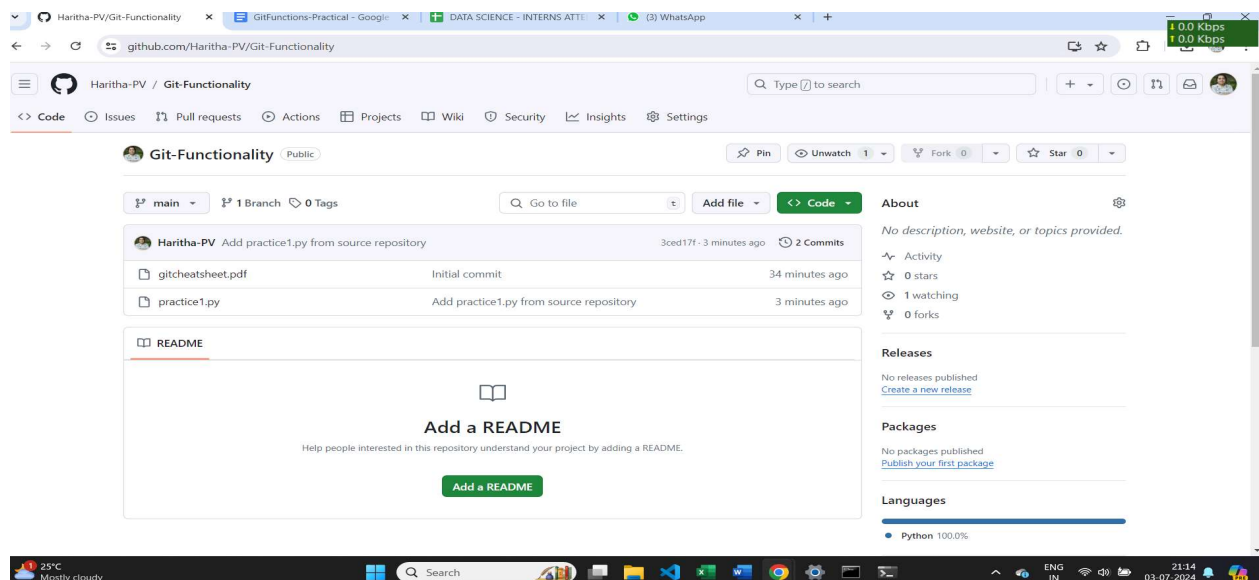 Haritha-PV/Git-Functionality GitFunctions-Practical - Google DATA SCIENCE - INTERNS ATTE (3) WhatsApp
0.0 Kbps
0.0 Kbps
github.com/Haritha-PV/Git-Functionality
Haritha-PV / Git-Functionality Type / to search
Code Issues Pull requests Actions Projects Wiki Security Insights Settings
Git-Functionality Public Pin Unwatch 1 Fork 0 Star 0
main 1 Branch 0 Tags Go to file t Add file Code About
No description, website, or topics provided.
Haritha-PV Add practice1.py from source repository 3ced17f · 3 minutes ago 2 Commits
Activity
gitcheatsheet.pdf Initial commit 34 minutes ago
0 stars
1 watching
practice1.py Add practice1.py from source repository 3 minutes ago
0 forks
README
Releases
No releases published
Create a new release
Add a README
Help people interested in this repository understand your project by adding a README.
Add a README
Packages
No packages published
Publish your first package
Languages
Python 100.0%
1 25°C
Mostly cloudy
Search
ENG
IN
21:14
03-07-2024